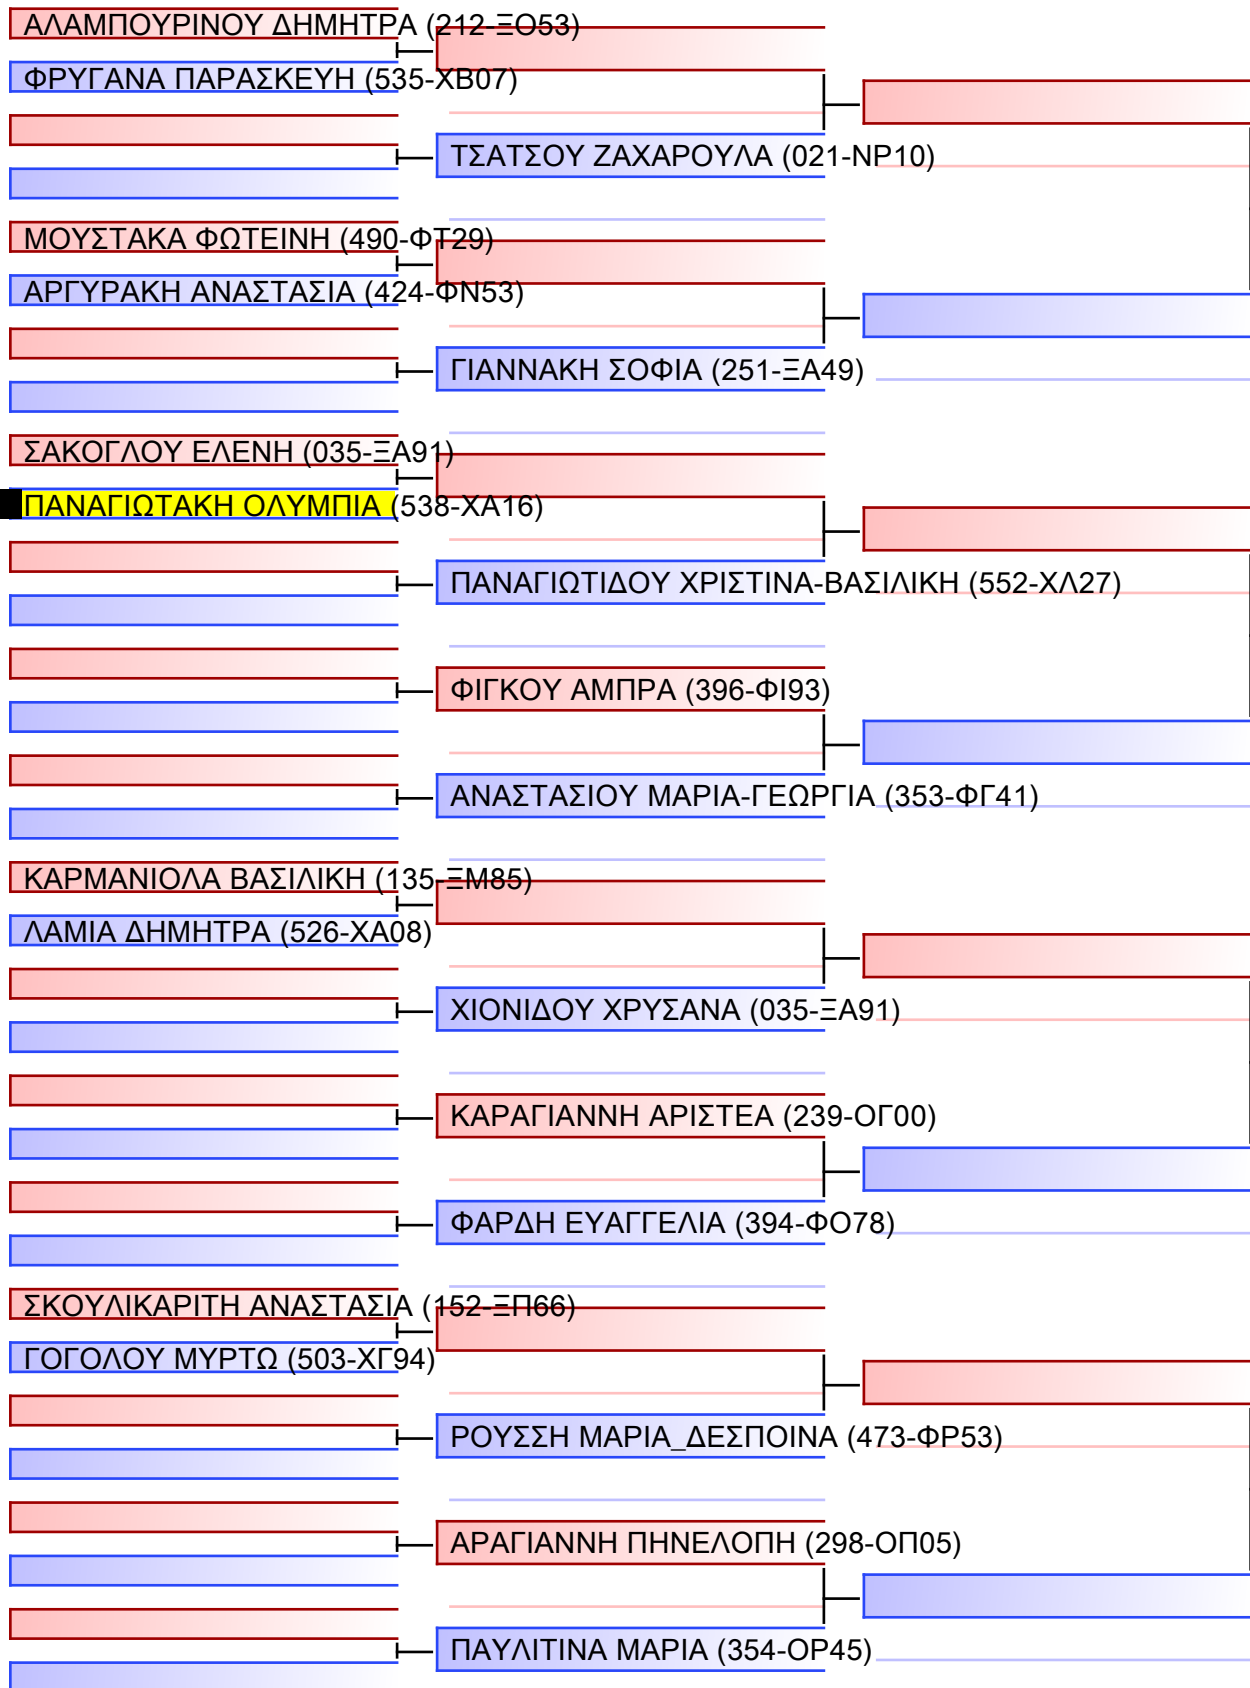 ΑΛΑΜΠΟΥΡΙΝΟΥ ΔΗΜΗΤΡΑ (212-ΞΟ53)
ΦΡΥΓΑΝΑ ΠΑΡΑΣΚΕΥΗ (535-ΧΒ07)
ΤΣΑΤΣΟΥ ΖΑΧΑΡΟΥΛΑ (021-ΝΡ10)
ΜΟΥΣΤΑΚΑ ΦΩΤΕΙΝΗ (490-ΦΤ29)
ΑΡΓΥΡΑΚΗ ΑΝΑΣΤΑΣΙΑ (424-ΦΝ53)
ΓΙΑΝΝΑΚΗ ΣΟΦΙΑ (251-ΞΑ49)
ΣΑΚΟΓΛΟΥ ΕΛΕΝΗ (035-ΞΑ91)
ΠΑΝΑΓΙΩΤΑΚΗ ΟΛΥΜΠΙΑ (538-ΧΑ16)
ΠΑΝΑΓΙΩΤΙΔΟΥ ΧΡΙΣΤΙΝΑ-ΒΑΣΙΛΙΚΗ (552-ΧΛ27)
ΦΙΓΚΟΥ ΑΜΠΡΑ (396-ΦΙ93)
ΑΝΑΣΤΑΣΙΟΥ ΜΑΡΙΑ-ΓΕΩΡΓΙΑ (353-ΦΓ41)
ΚΑΡΜΑΝΙΟΛΑ ΒΑΣΙΛΙΚΗ (135-ΞΜ85)
ΛΑΜΙΑ ΔΗΜΗΤΡΑ (526-ΧΑ08)
ΧΙΟΝΙΔΟΥ ΧΡΥΣΑΝΑ (035-ΞΑ91)
ΚΑΡΑΓΙΑΝΝΗ ΑΡΙΣΤΕΑ (239-ΟΓ00)
ΦΑΡΔΗ ΕΥΑΓΓΕΛΙΑ (394-ΦΟ78)
ΣΚΟΥΛΙΚΑΡΙΤΗ ΑΝΑΣΤΑΣΙΑ (152-ΞΠ66)
ΓΟΓΟΛΟΥ ΜΥΡΤΩ (503-ΧΓ94)
ΡΟΥΣΣΗ ΜΑΡΙΑ_ΔΕΣΠΟΙΝΑ (473-ΦΡ53)
ΑΡΑΓΙΑΝΝΗ ΠΗΝΕΛΟΠΗ (298-ΟΠ05)
ΠΑΥΛΙΤΙΝΑ ΜΑΡΙΑ (354-ΟΡ45)